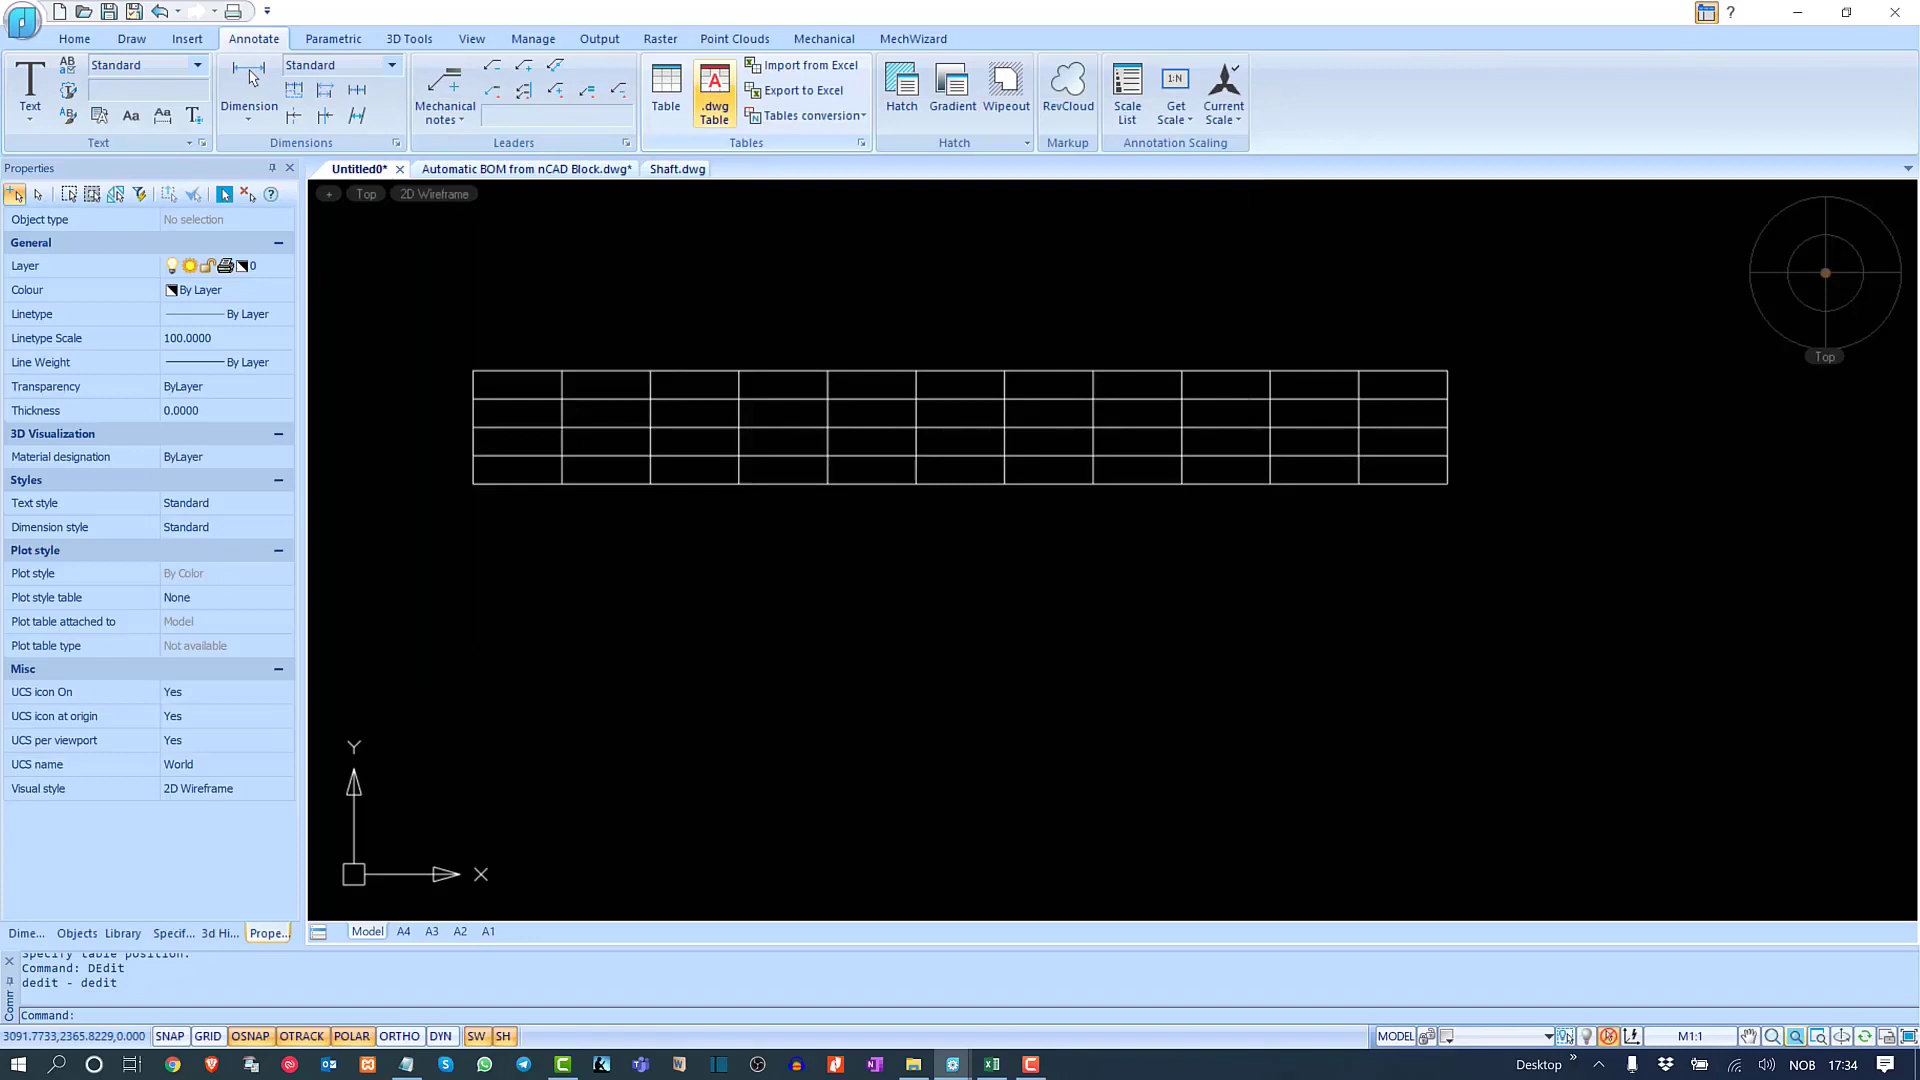 Home Draw Insert Annotate Parametric 3D Tools View Manage Output Raster Point Clouds Mechanical MechWizard
Standard
Text
Text
Standard
Dimension
Dimensions
Mechanical
notes
Leaders
Table
.dwg
Table
Import from Excel
Export to Excel
Tables conversion
Tables
Hatch
Gradient
Wipeout
Hatch
RevCloud
Markup
Scale
List
1:N
Get
Scale
Current
Scale
Annotation Scaling
Properties
Untitled0*
Automatic BOM from nCAD Block.dwg*
Shaft.dwg
+ Top 2D Wireframe
Object type No selection
General
Layer 0
Colour By Layer
Linetype By Layer
Linetype Scale 100.0000
Line Weight By Layer
Transparency ByLayer
Thickness 0.0000
3D Visualization
Material designation ByLayer
Styles
Text style Standard
Dimension style Standard
Plot style
Plot style By Color
Plot style table None
Plot table attached to Model
Plot table type Not available
Misc
UCS icon On Yes
UCS icon at origin Yes
UCS per viewport Yes
UCS name World
Visual style 2D Wireframe
Top
Y
X
Dime... Objects Library Specif... 3d Hi... Prope...
Model A4 A3 A2 A1
Specify table position:
Command: DEdit
dedit - dedit
Command:
3091.7733,2365.8229,0.000 SNAP GRID OSNAP OTRACK POLAR ORTHO DYN SW SH
MODEL
M1:1
Desktop
NOB
17:34